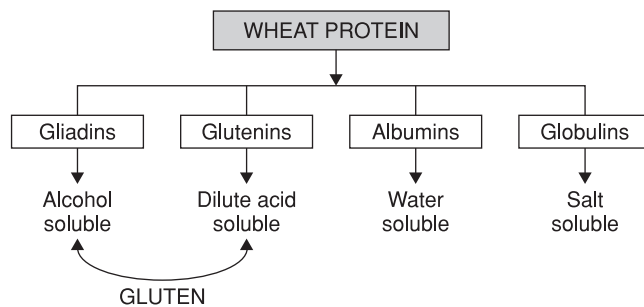 WHEAT PROTEIN
Gliadins
Glutenins
Albumins
Globulins
Alcohol
soluble
Dilute acid
soluble
Water
soluble
Salt
soluble
GLUTEN